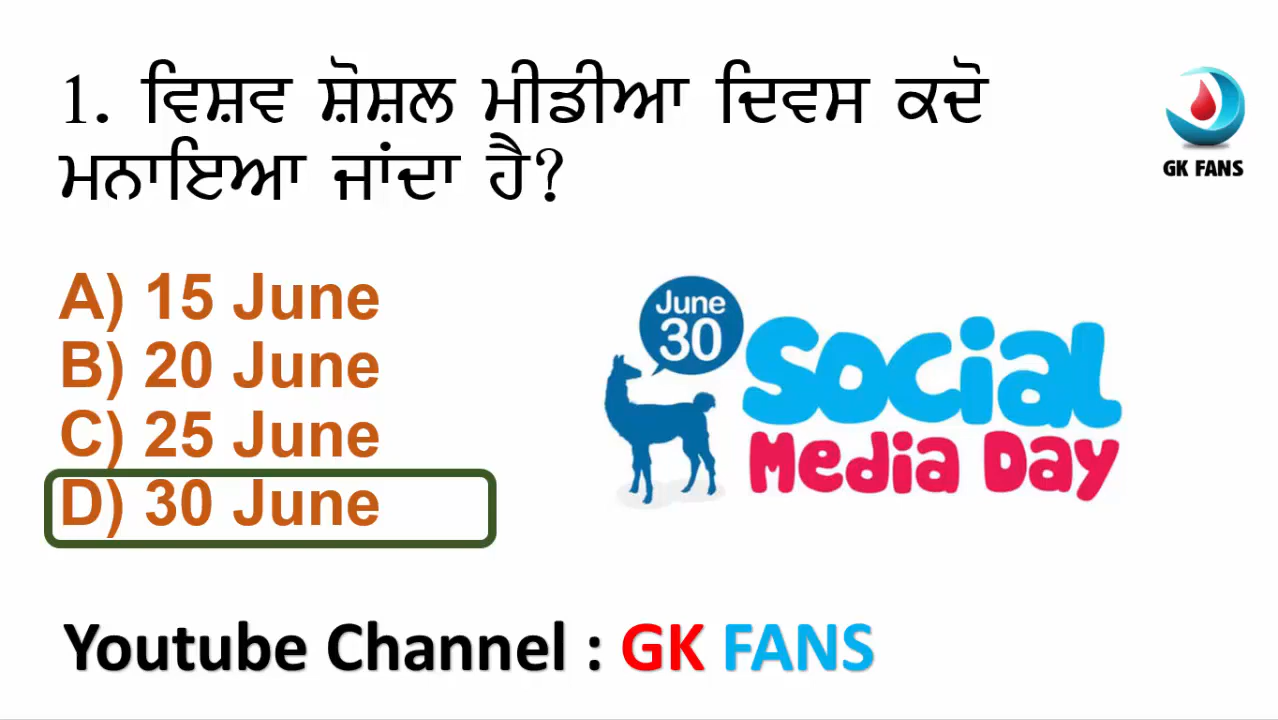 1. ਵਿਸ਼ਵ ਸ਼ੋਸ਼ਲ ਮੀਡੀਆ ਦਿਵਸ ਕਦੋ
ਮਨਾਇਆ ਜਾਂਦਾ ਹੈ?
GK FANS
A) 15 June
B) 20 June
C) 25 June
D) 30 June
June
30
Social
Media Day
Youtube Channel : GK FANS